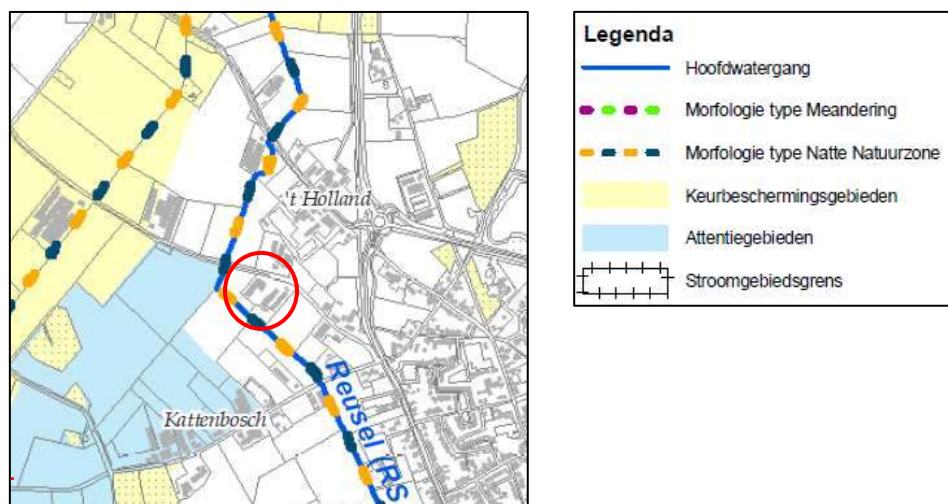 't Holland
Kattenbosch
Reusel (RS
Legenda
Hoofdwatergang
Morfologie type Meandering
Morfologie type Natte Natuurzone
Keurbeschermingsgebieden
Attentiegebieden
Stroomgebiedsgrens